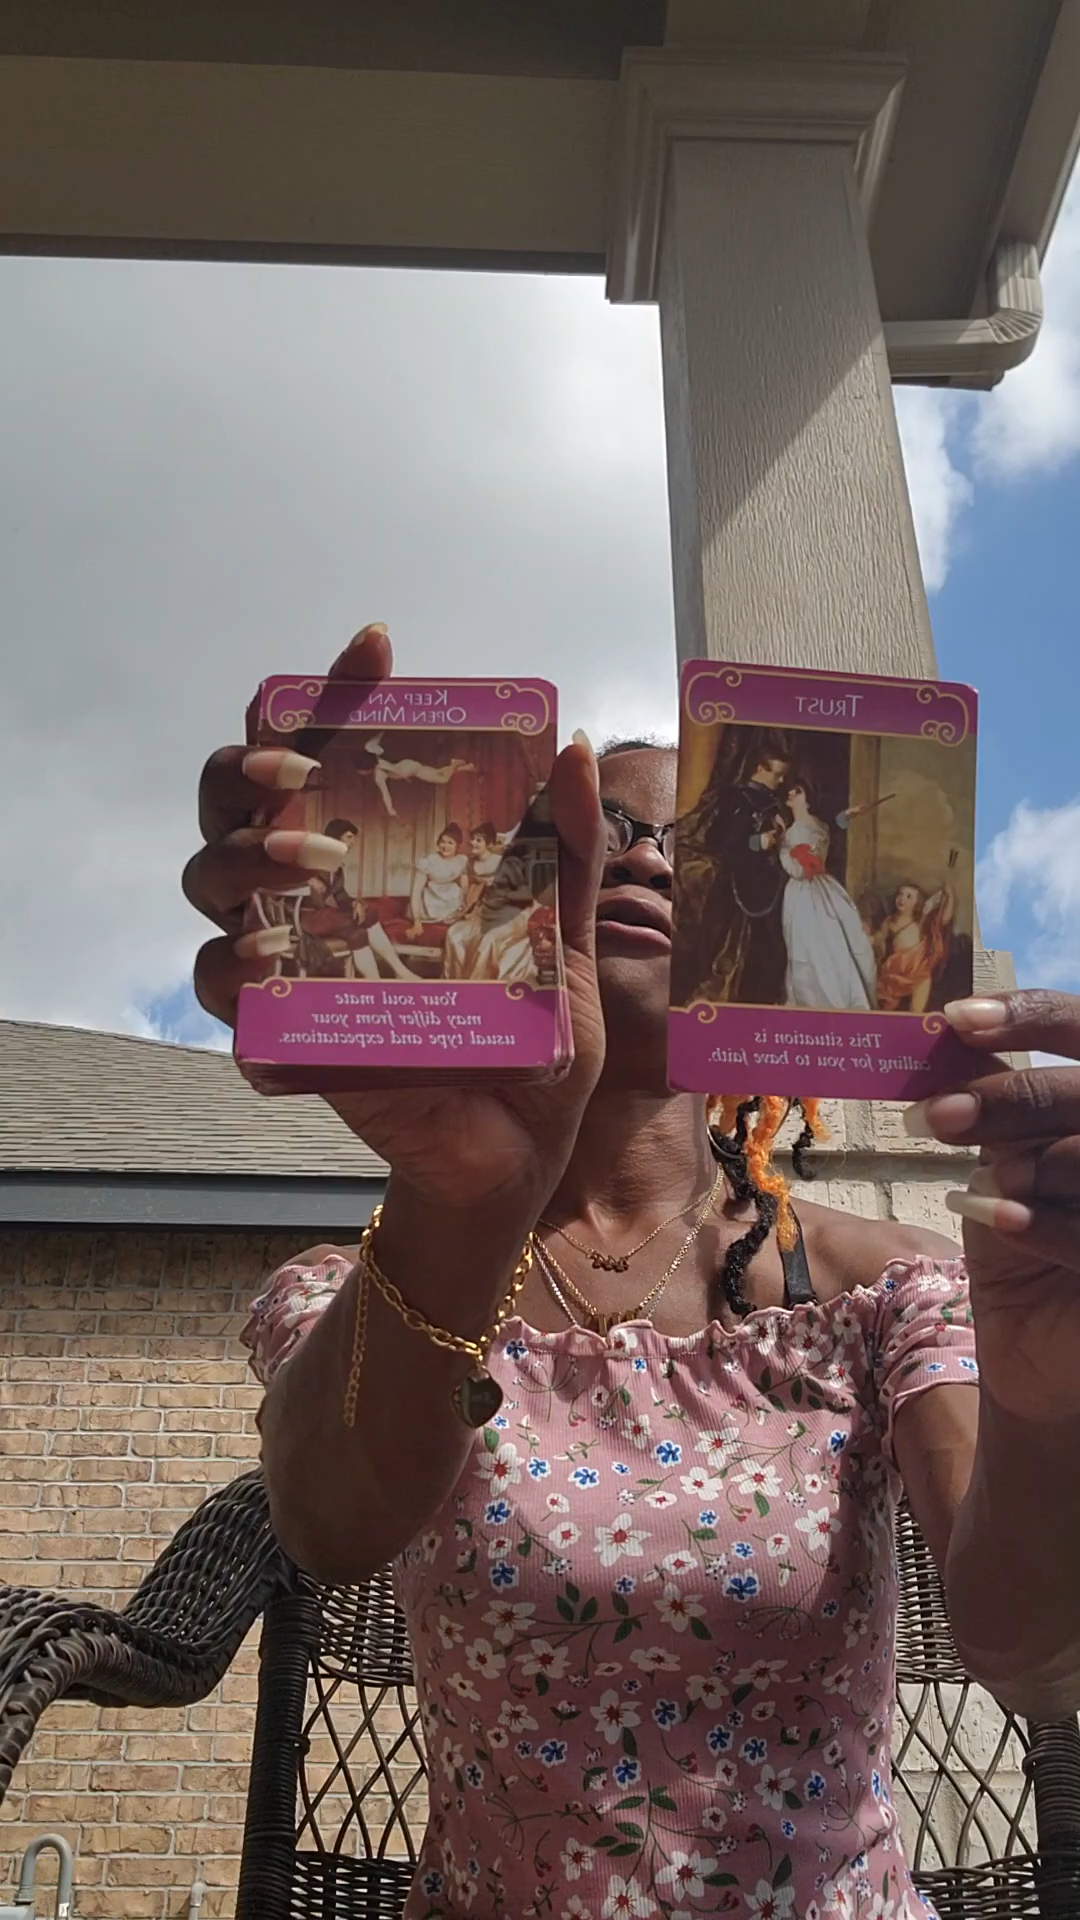 KEEP AN
OPEN MIND
Your soul mate
may differ from your
usual type and expectations.
TRUST
This situation is
calling for you to have faith.